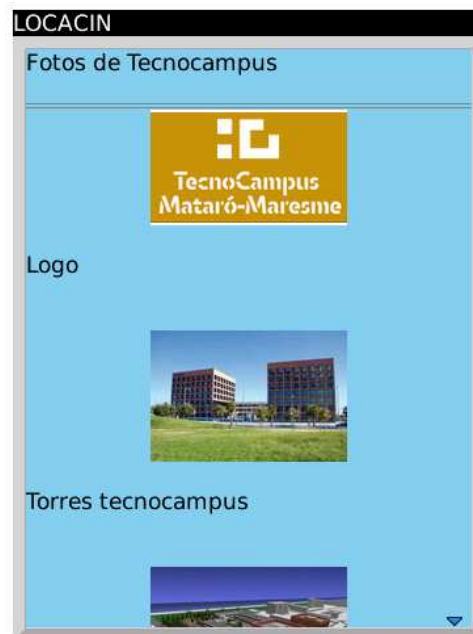 LOCACIN
Fotos de Tecnocampus
TecnoCampus
Mataró-Maresme
Logo
Torres tecnocampus